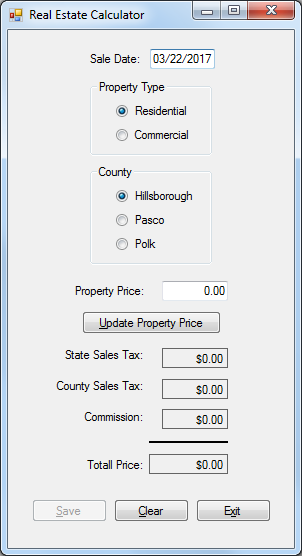 Real Estate Calculator
Sale Date: 03/22/2017
Property Type
Residential
Commercial
County
Hillsborough
Pasco
Polk
Property Price: 0.00
Update Property Price
State Sales Tax: $0.00
County Sales Tax: $0.00
Commission: $0.00
Totall Price: $0.00
Save Clear Exit